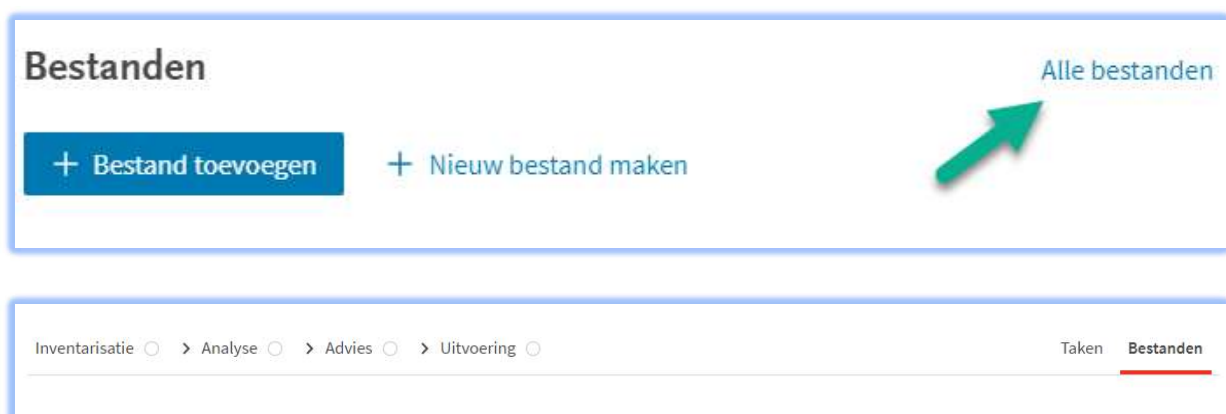 Bestanden
Alle bestanden
+ Bestand toevoegen + Nieuw bestand maken
Inventarisatie > Analyse > Advies > Uitvoering Taken Bestanden